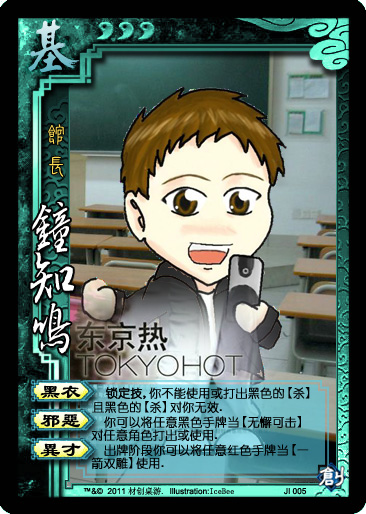 基
館長
鐘知鳴
东京热
TOKYOHOT
黑衣
锁定技,你不能使用或打出黑色的【杀】
且黑色的【杀】对你无效.
邪恶
你可以将任意黑色手牌当【无懈可击】
对任意角色打出或使用.
異才
出牌阶段你可以将任意红色手牌当【一
箭双雕】使用.
™&© 2011 材创桌游. Illustration:IceBee
JI 005
創